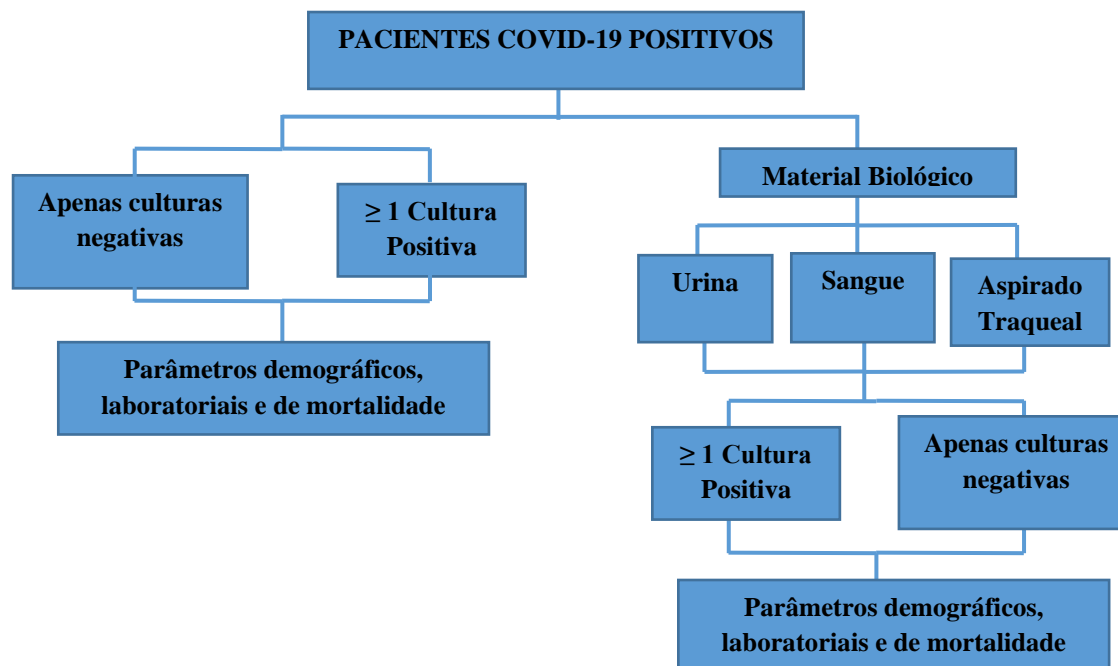 PACIENTES COVID-19 POSITIVOS
Apenas culturas
negativas
≥ 1 Cultura
Positiva
Parâmetros demográficos,
laboratoriais e de mortalidade
Material Biológico
Urina
Sangue
Aspirado
Traqueal
≥ 1 Cultura
Positiva
Apenas culturas
negativas
Parâmetros demográficos,
laboratoriais e de mortalidade